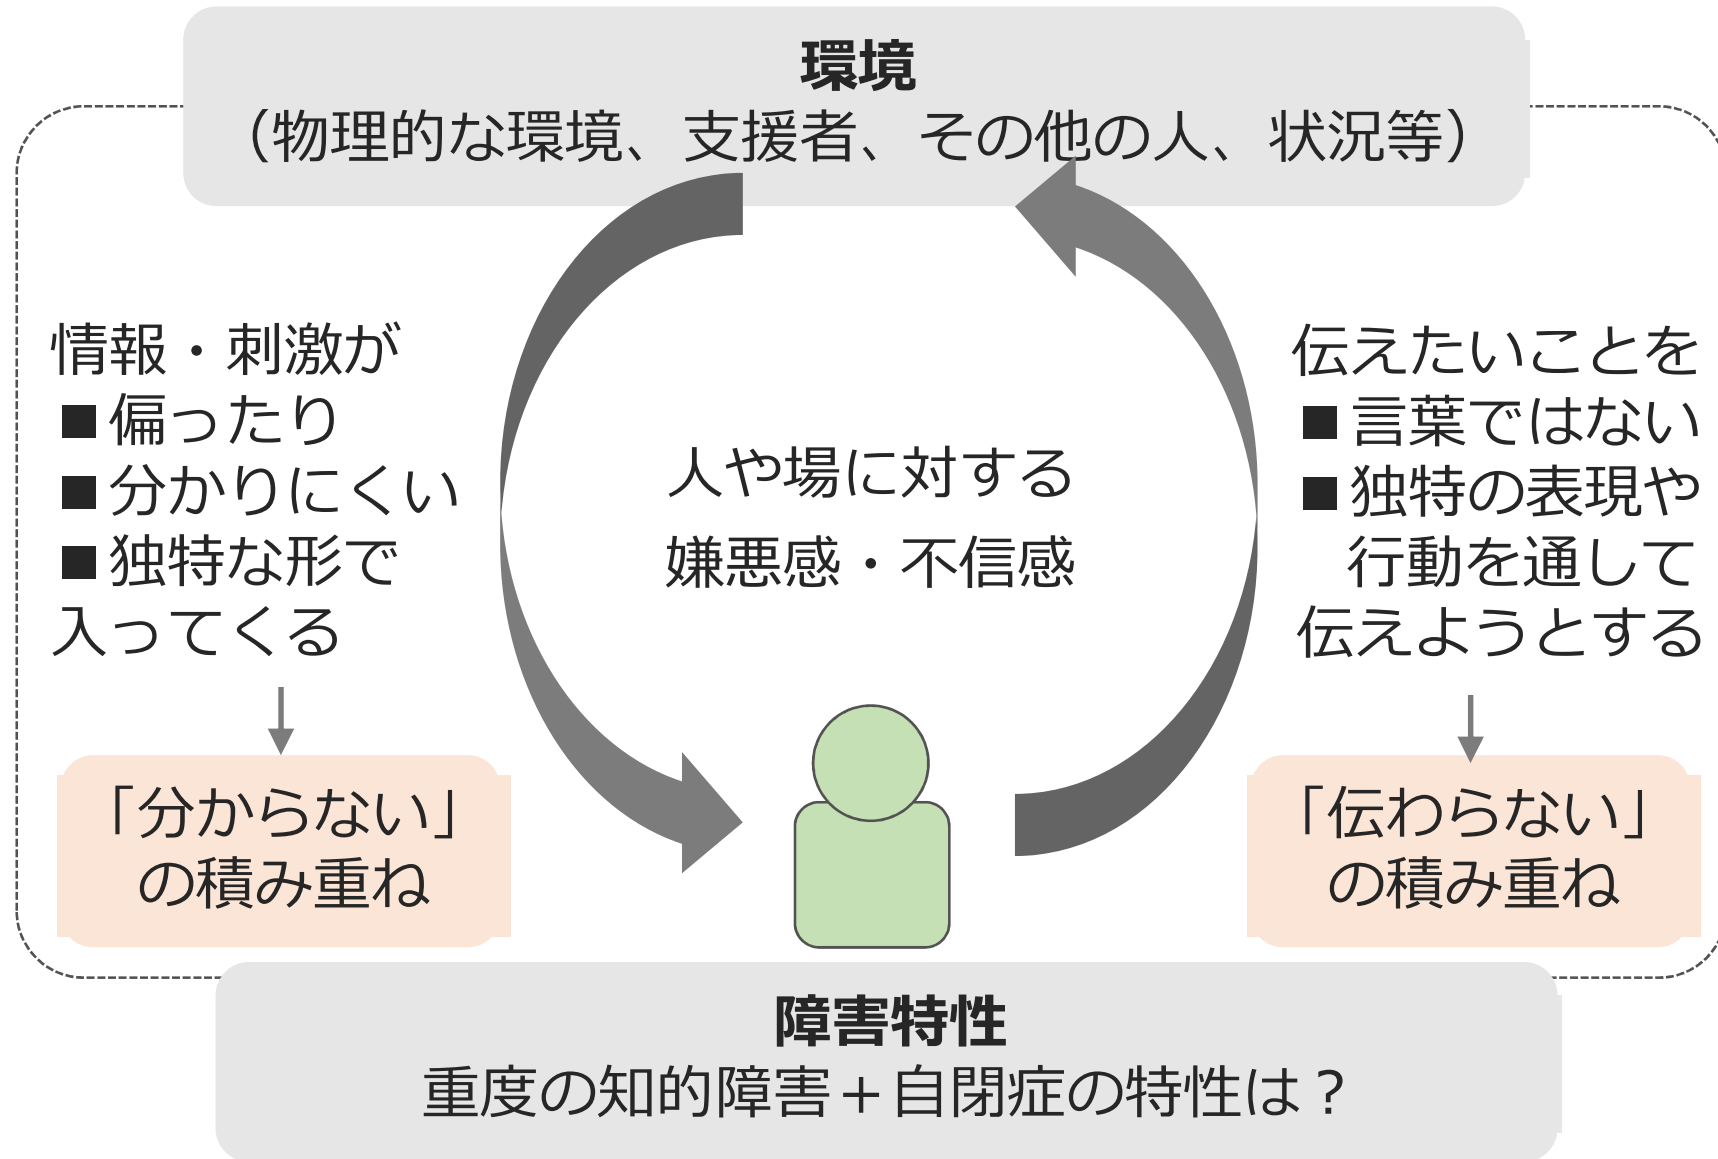 環境
（物理的な環境、支援者、その他の人、状況等）
情報・刺激が
■偏ったり
■分かりにくい
■独特な形で
入ってくる
「分からない」
の積み重ね
人や場に対する
嫌悪感・不信感
伝えたいことを
■言葉ではない
■独特の表現や
行動を通して
伝えようとする
「伝わらない」
の積み重ね
障害特性
重度の知的障害＋自閉症の特性は？